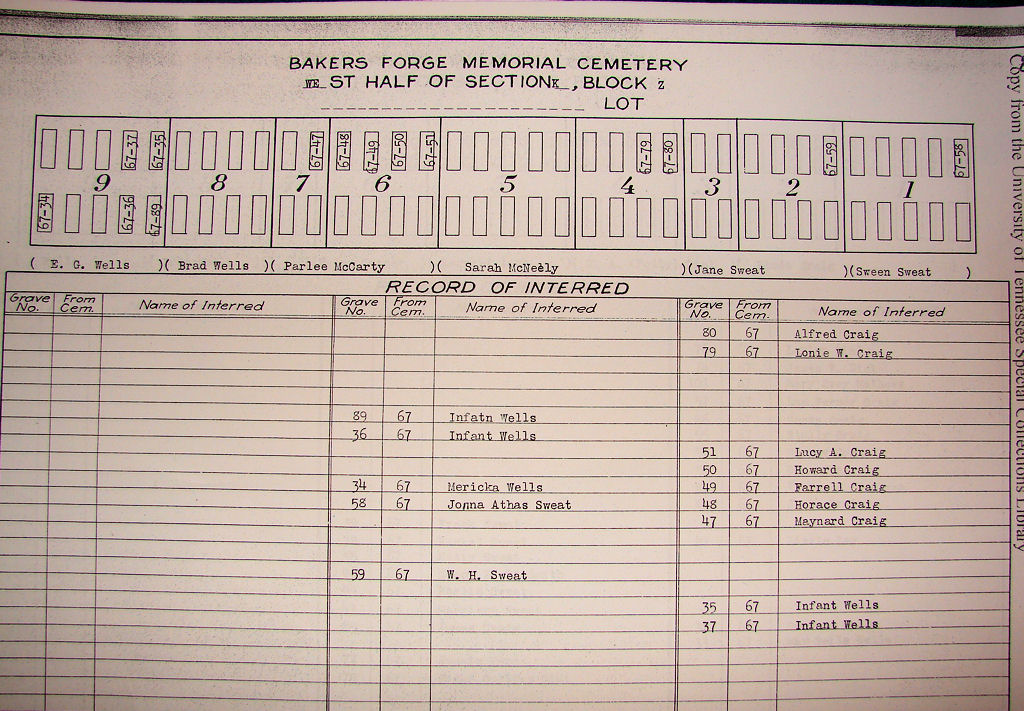 BAKERS FORGE MEMORIAL CEMETERY
WE ST HALF OF SECTION K , BLOCK Z
LOT
67-37 67-35 67-47 67-48 67-49 67-50 67-51 67-79 67-80 67-59 67-58
9 8 7 6 5 4 3 2 1
67-34 67-36 67-89
( E. G. Wells )( Brad Wells )( Parlee McCarty )( Sarah McNeely )(Jane Sweat )(Sween Sweat )
RECORD OF INTERRED
Grave No. From Cem. Name of Interred Grave No. From Cem. Name of Interred Grave No. From Cem. Name of Interred
80 67 Alfred Craig
79 67 Lonie W. Craig
89 67 Infatn Wells
36 67 Infant Wells
51 67 Lucy A. Craig
50 67 Howard Craig
34 67 Mericka Wells 49 67 Farrell Craig
58 67 Jonna Athas Sweat 48 67 Horace Craig
47 67 Maynard Craig
59 67 W. H. Sweat
35 67 Infant Wells
37 67 Infant Wells
Copy from the University of Tennessee Special Collections Library